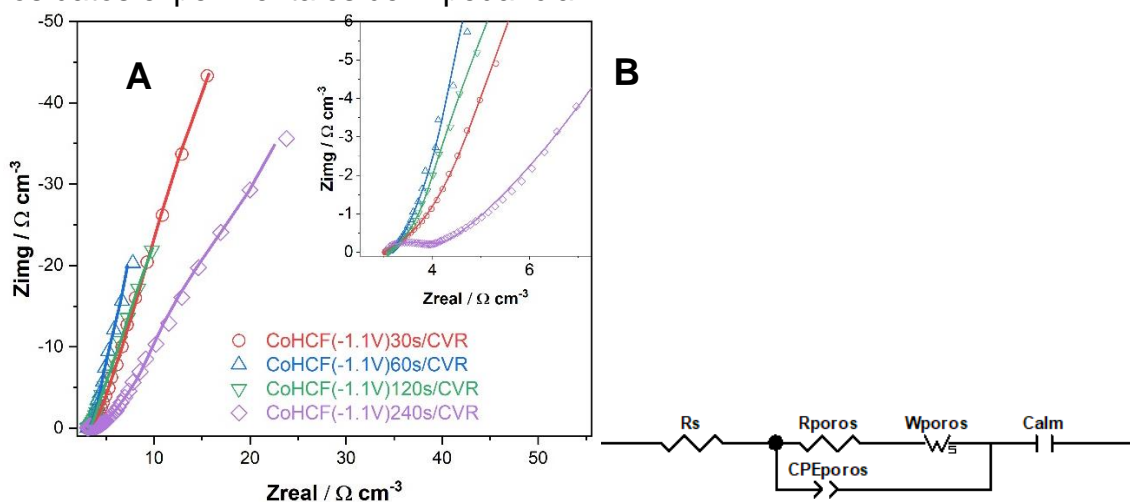 A
B
-50
-40
-30
-20
-10
0
Zimg / Ω cm⁻³
10
20
30
40
50
Zreal / Ω cm⁻³
CoHCF(-1.1V)30s/CVR
CoHCF(-1.1V)60s/CVR
CoHCF(-1.1V)120s/CVR
CoHCF(-1.1V)240s/CVR
6
-5
-4
-3
-2
-1
0
Zimg / Ω cm⁻³
4
6
Zreal / Ω cm⁻³
Rs
Rporos
Wporos
s
Calm
CPEporos